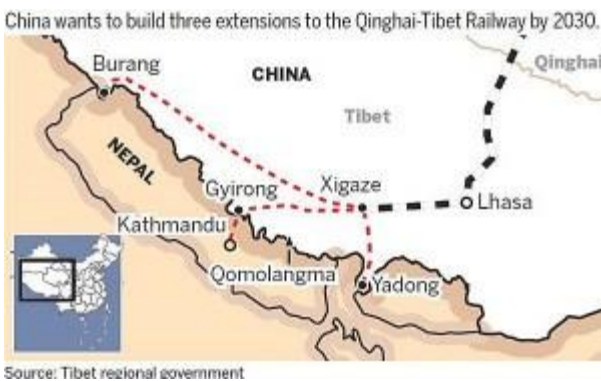 China wants to build three extensions to the Qinghai-Tibet Railway by 2030.
Burang
CHINA
Qinghai
Tibet
NEPAL
Gyirong
Xigaze
Lhasa
Kathmandu
Qomolangma
Yadong
Source: Tibet regional government